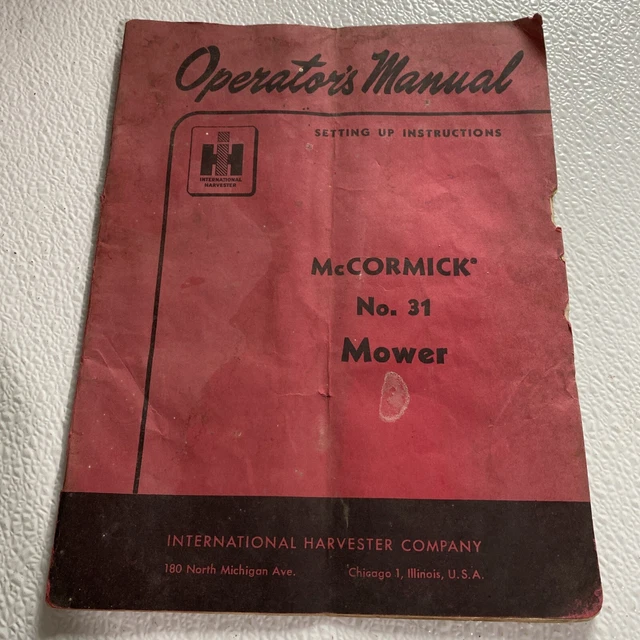 Operator's Manual
SETTING UP INSTRUCTIONS
IH
INTERNATIONAL
HARVESTER
McCORMICK®
No. 31
Mower
INTERNATIONAL HARVESTER COMPANY
180 North Michigan Ave. Chicago 1, Illinois, U.S.A.